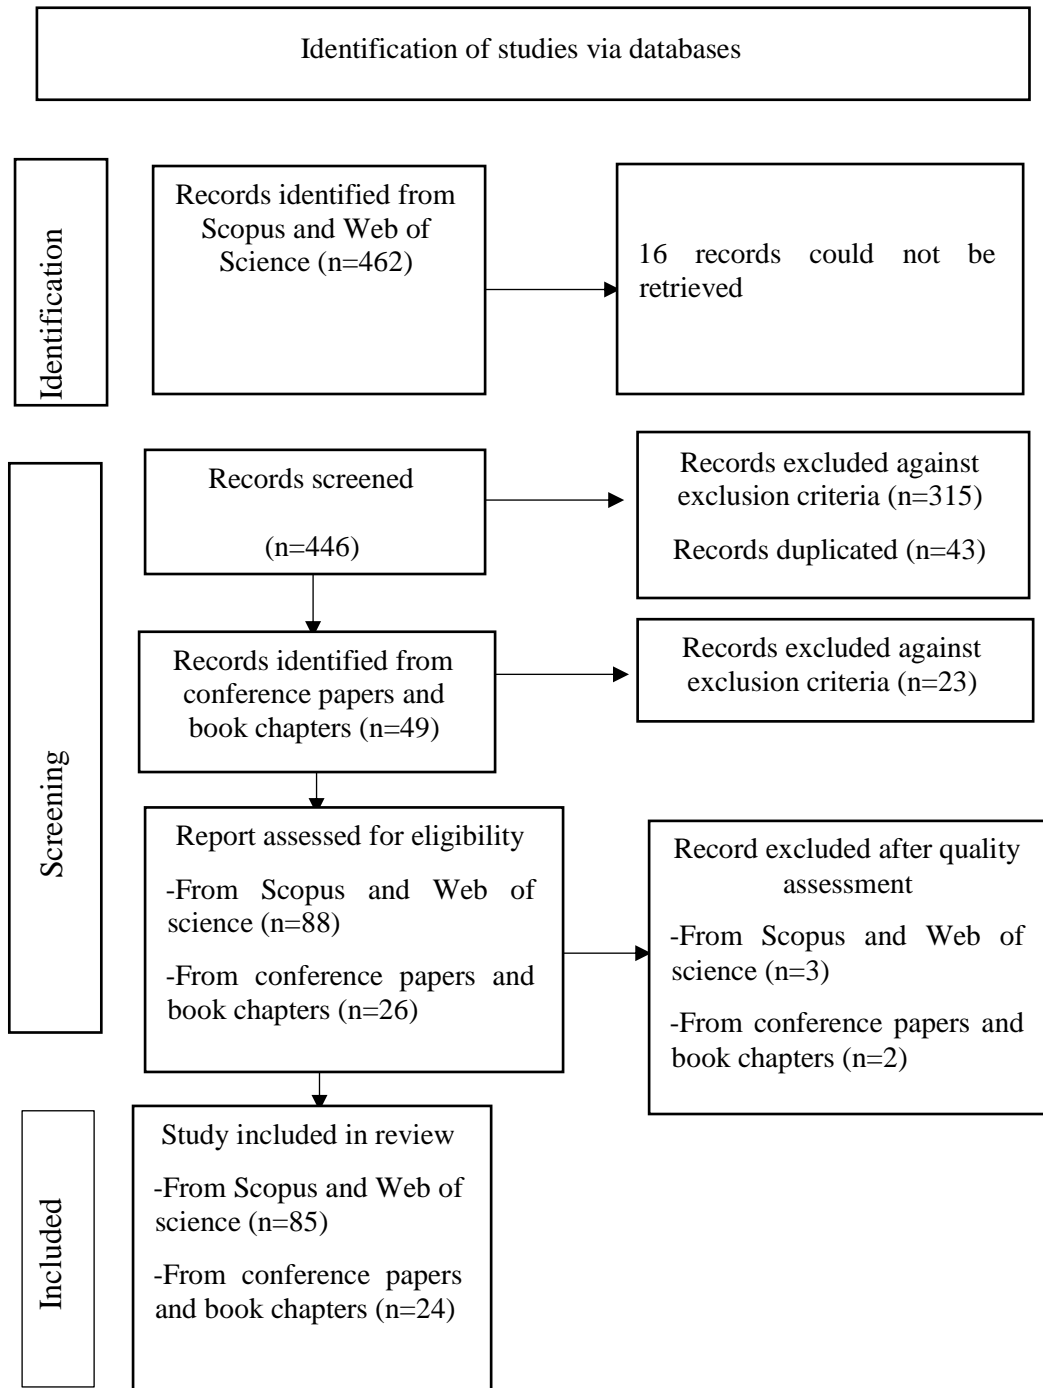 Identification of studies via databases
Identification
Records identified from
Scopus and Web of
Science (n=462)
16 records could not be
retrieved
Screening
Records screened
(n=446)
Records excluded against
exclusion criteria (n=315)
Records duplicated (n=43)
Records identified from
conference papers and
book chapters (n=49)
Records excluded against
exclusion criteria (n=23)
Report assessed for eligibility
-From Scopus and Web of
science (n=88)
-From conference papers and
book chapters (n=26)
Record excluded after quality
assessment
-From Scopus and Web of
science (n=3)
-From conference papers and
book chapters (n=2)
Included
Study included in review
-From Scopus and Web of
science (n=85)
-From conference papers
and book chapters (n=24)